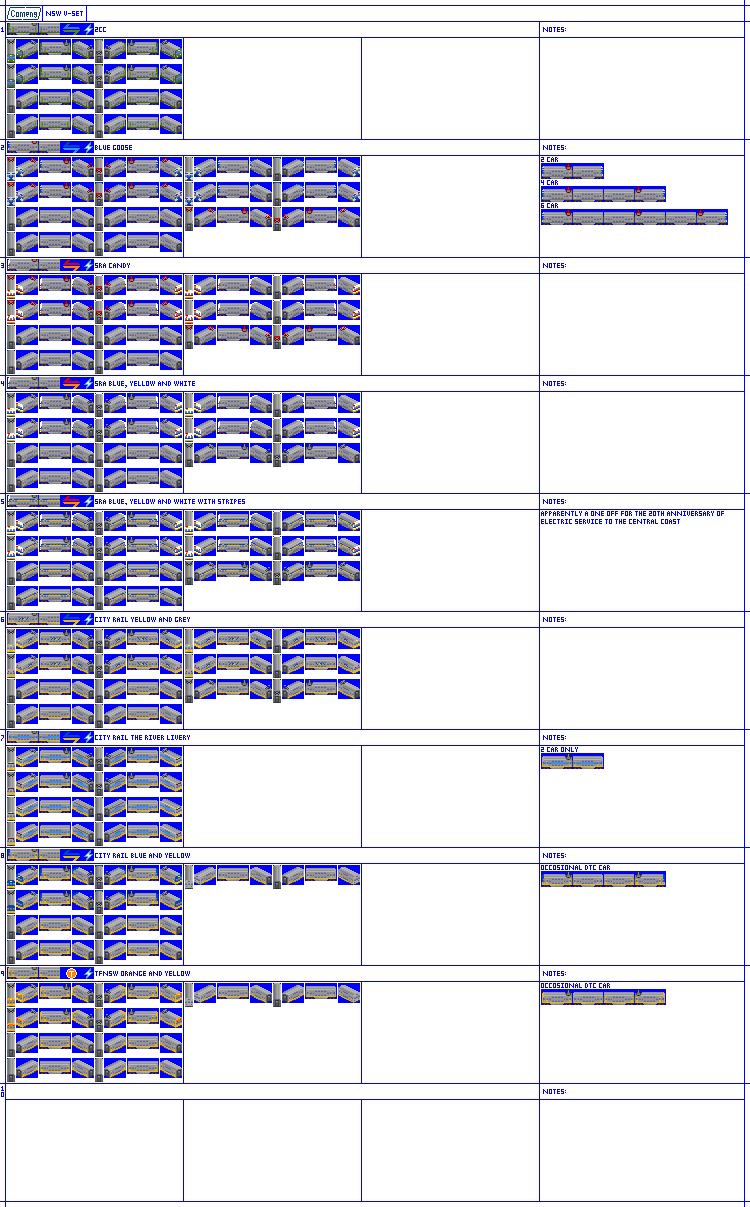 Comeng NSW V-SET
1 2CC NOTES:
2 BLUE GOOSE NOTES:
2 CAR
4 CAR
6 CAR
3 SRA CANDY NOTES:
4 SRA BLUE, YELLOW AND WHITE NOTES:
5 SRA BLUE, YELLOW AND WHITE WITH STRIPES NOTES:
APPARENTLY A ONE OFF FOR THE 20TH ANNIVERSARY OF
ELECTRIC SERVICE TO THE CENTRAL COAST
6 CITY RAIL YELLOW AND GREY NOTES:
7 CITY RAIL THE RIVER LIVERY NOTES:
2 CAR ONLY
8 CITY RAIL BLUE AND YELLOW NOTES:
OCCOSIONAL DTC CAR
9 TFNSW ORANGE AND YELLOW NOTES:
OCCOSIONAL DTC CAR
10 NOTES: